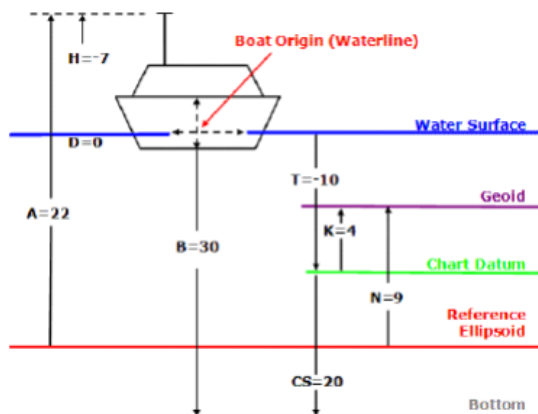 Boat Origin (Waterline)
H=-7
Water Surface
D=0
T=-10
Geoid
A=22
K=4
B=30
Chart Datum
N=9
Reference
Ellipsoid
CS=20
Bottom